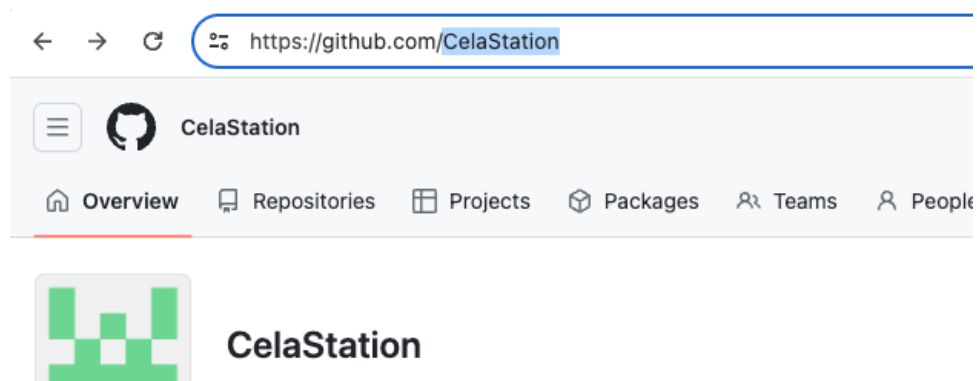 https://github.com/CelaStation
CelaStation
Overview Repositories Projects Packages Teams People
CelaStation